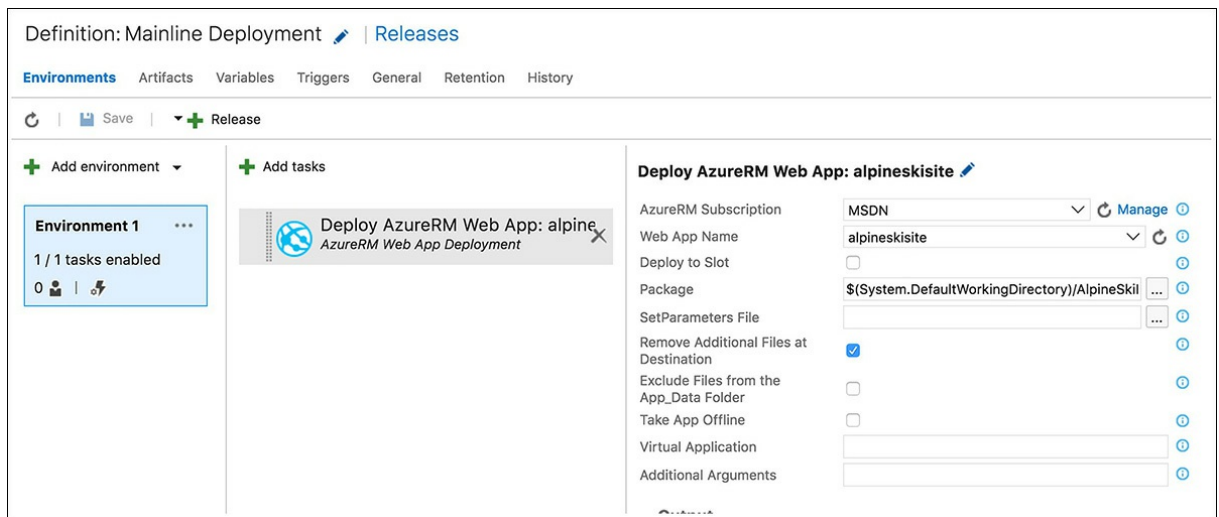 Definition: Mainline Deployment | Releases
Environments Artifacts Variables Triggers General Retention History
Save Release
Add environment
Add tasks
Environment 1 ...
1 / 1 tasks enabled
0
Deploy AzureRM Web App: alpine
AzureRM Web App Deployment
Deploy AzureRM Web App: alpineskisite
AzureRM Subscription MSDN Manage
Web App Name alpineskisite
Deploy to Slot
Package $(System.DefaultWorkingDirectory)/AlpineSkiI ...
SetParameters File ...
Remove Additional Files at
Destination
Exclude Files from the
App_Data Folder
Take App Offline
Virtual Application
Additional Arguments